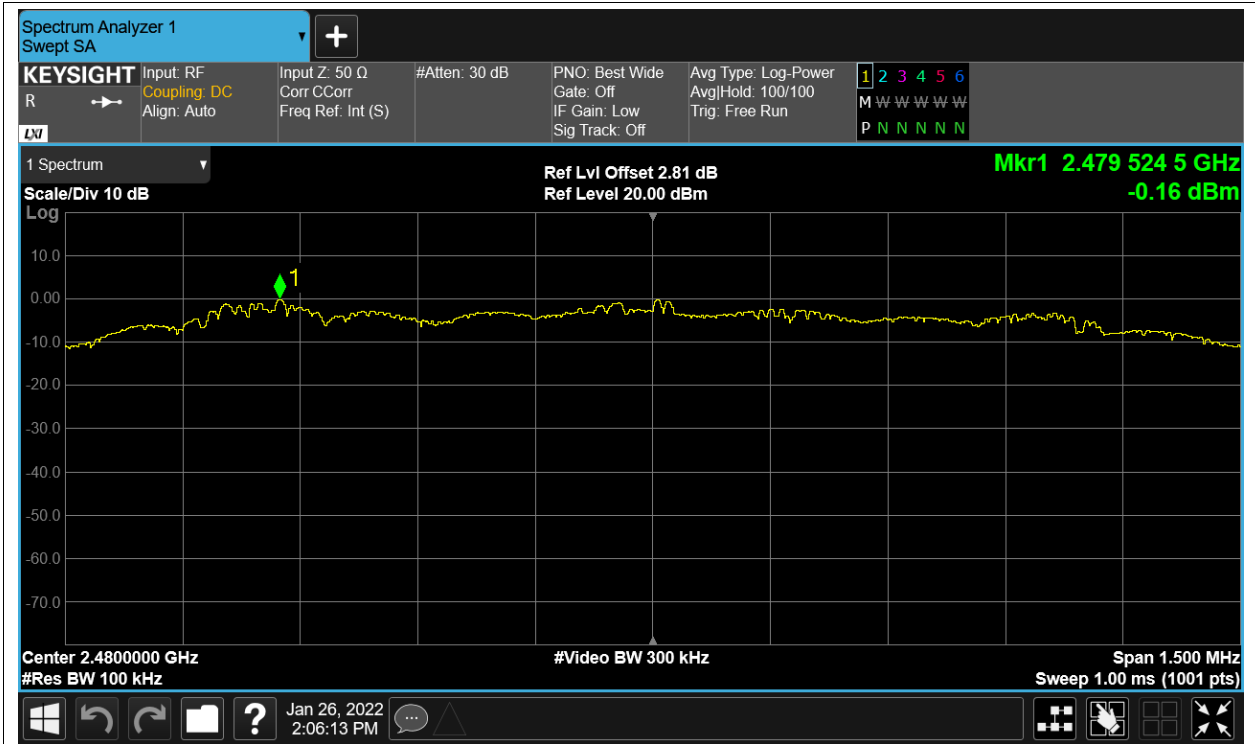 Spectrum Analyzer 1
Swept SA
KEYSIGHT
R
LXI
Input: RF
Coupling: DC
Align: Auto
Input Z: 50 Ω
Corr CCorr
Freq Ref: Int (S)
#Atten: 30 dB
PNO: Best Wide
Gate: Off
IF Gain: Low
Sig Track: Off
Avg Type: Log-Power
Avg|Hold: 100/100
Trig: Free Run
1 2 3 4 5 6
M W W W W W
P N N N N N
1 Spectrum
Scale/Div 10 dB
Log
Ref Lvl Offset 2.81 dB
Ref Level 20.00 dBm
Mkr1 2.479 524 5 GHz
-0.16 dBm
10.0
1
0.00
-10.0
-20.0
-30.0
-40.0
-50.0
-60.0
-70.0
Center 2.4800000 GHz
#Res BW 100 kHz
#Video BW 300 kHz
Span 1.500 MHz
Sweep 1.00 ms (1001 pts)
?
Jan 26, 2022
2:06:13 PM